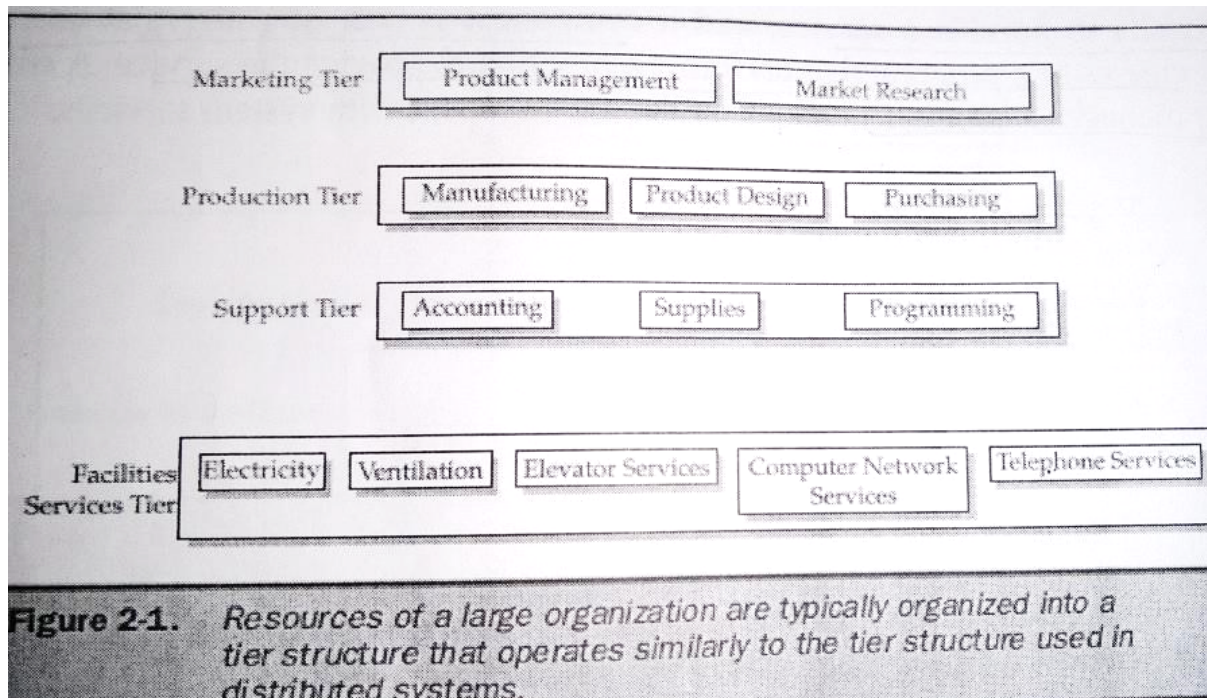 Marketing Tier Product Management Market Research
Production Tier Manufacturing Product Design Purchasing
Support Tier Accounting Supplies Programming
Facilities Services Tier Electricity Ventilation Elevator Services Computer Network Services Telephone Services
Figure 2-1. Resources of a large organization are typically organized into a
tier structure that operates similarly to the tier structure used in
distributed systems.